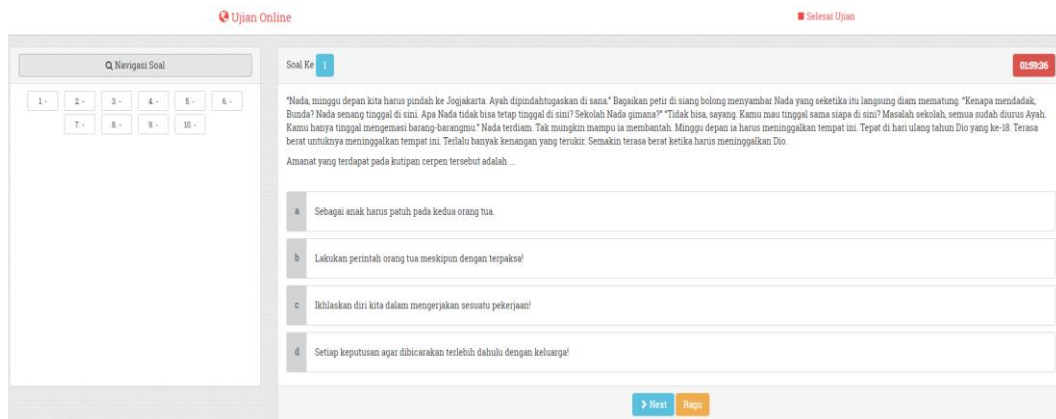 Ujian Online
Selesai Ujian
Navigasi Soal
1. -
2. -
3. -
4. -
5. -
6. -
7. -
8. -
9. -
10. -
Soal Ke 1
01:59:36
"Nada, minggu depan kita harus pindah ke Jogjakarta. Ayah dipindahtugaskan di sana." Bagaikan petir di siang bolong menyambar Nada yang seketika itu langsung diam mematung. "Kenapa mendadak,
Bunda? Nada senang tinggal di sini. Apa Nada tidak bisa tetap tinggal di sini? Sekolah Nada gimana?" "Tidak bisa, sayang. Kamu mau tinggal sama siapa di sini? Masalah sekolah, semua sudah diurus Ayah.
Kamu hanya tinggal mengemasi barang-barangmu." Nada terdiam. Tak mungkin mampu ia membantah. Minggu depan ia harus meninggalkan tempat ini. Tepat di hari ulang tahun Dio yang ke-18. Terasa
berat untuknya meninggalkan tempat ini. Terlalu banyak kenangan yang terukir. Semakin terasa berat ketika harus meninggalkan Dio.
Amanat yang terdapat pada kutipan cerpen tersebut adalah ...
a Sebagai anak harus patuh pada kedua orang tua.
b Lakukan perintah orang tua meskipun dengan terpaksa!
c Ikhlaskan diri kita dalam mengerjakan sesuatu pekerjaan!
d Setiap keputusan agar dibicarakan terlebih dahulu dengan keluarga!
Next
Ragu